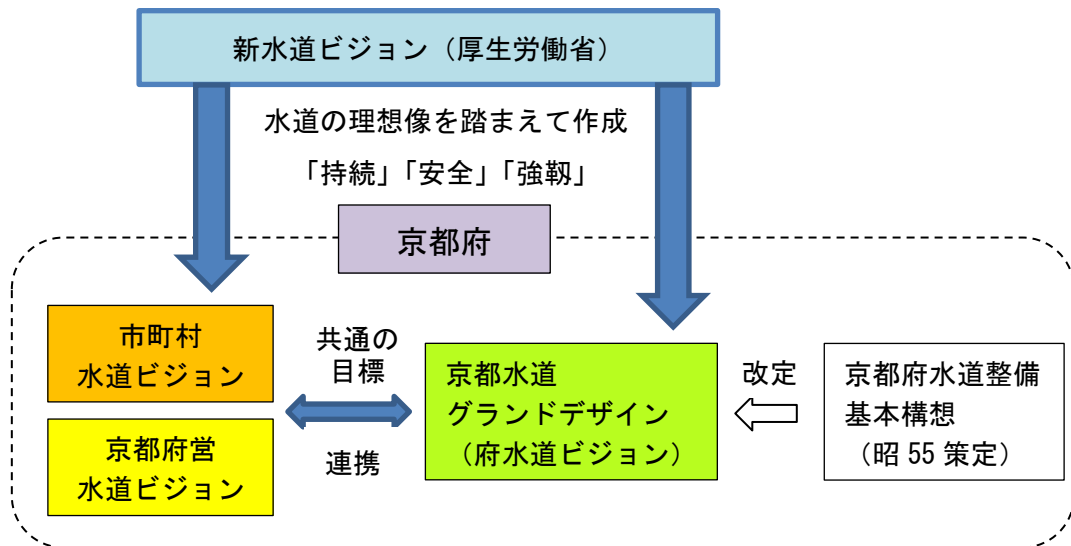 新水道ビジョン（厚生労働省）
水道の理想像を踏まえて作成
「持続」「安全」「強靱」
京都府
市町村
水道ビジョン
京都府営
水道ビジョン
共通の
目標
連携
京都水道
グランドデザイン
（府水道ビジョン）
改定
京都府水道整備
基本構想
（昭 55 策定）